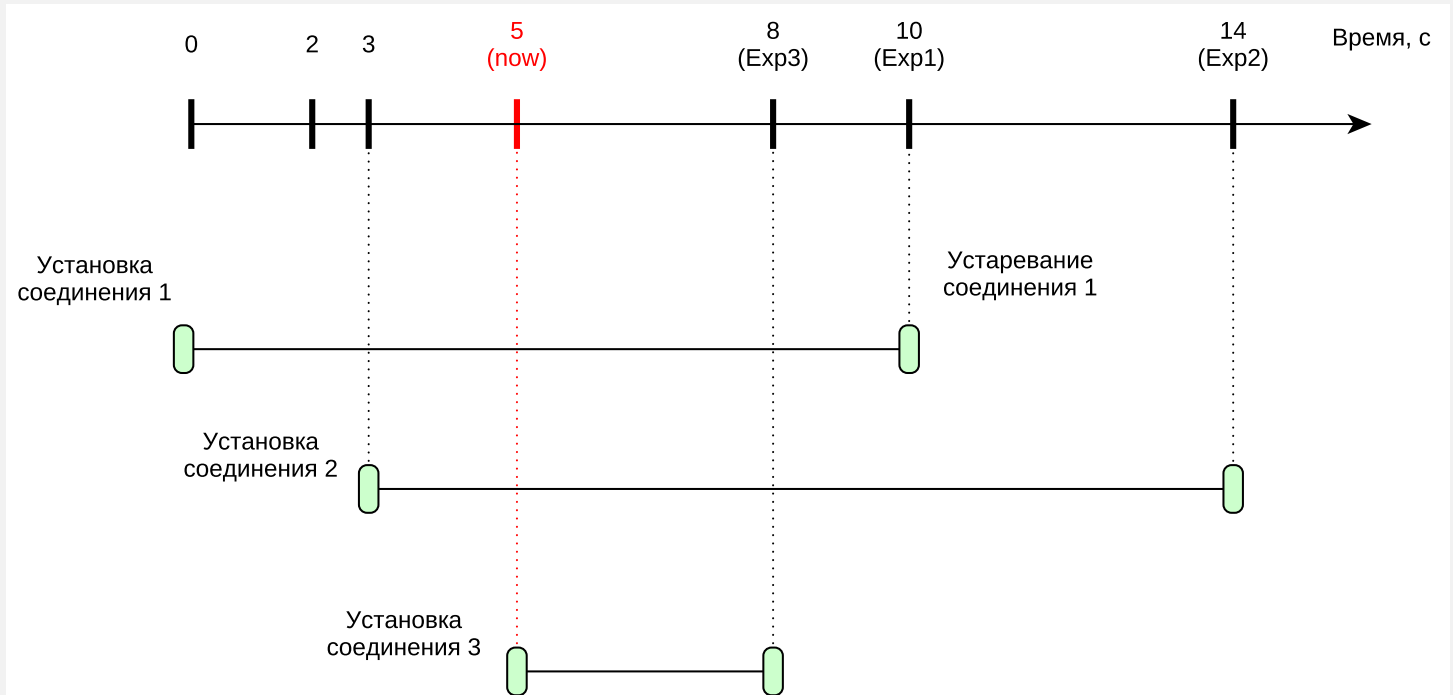 0
2
3
5
(now)
8
(Exp3)
10
(Exp1)
14
(Exp2)
Время, с
Установка
соединения 1
Устаревание
соединения 1
Установка
соединения 2
Установка
соединения 3